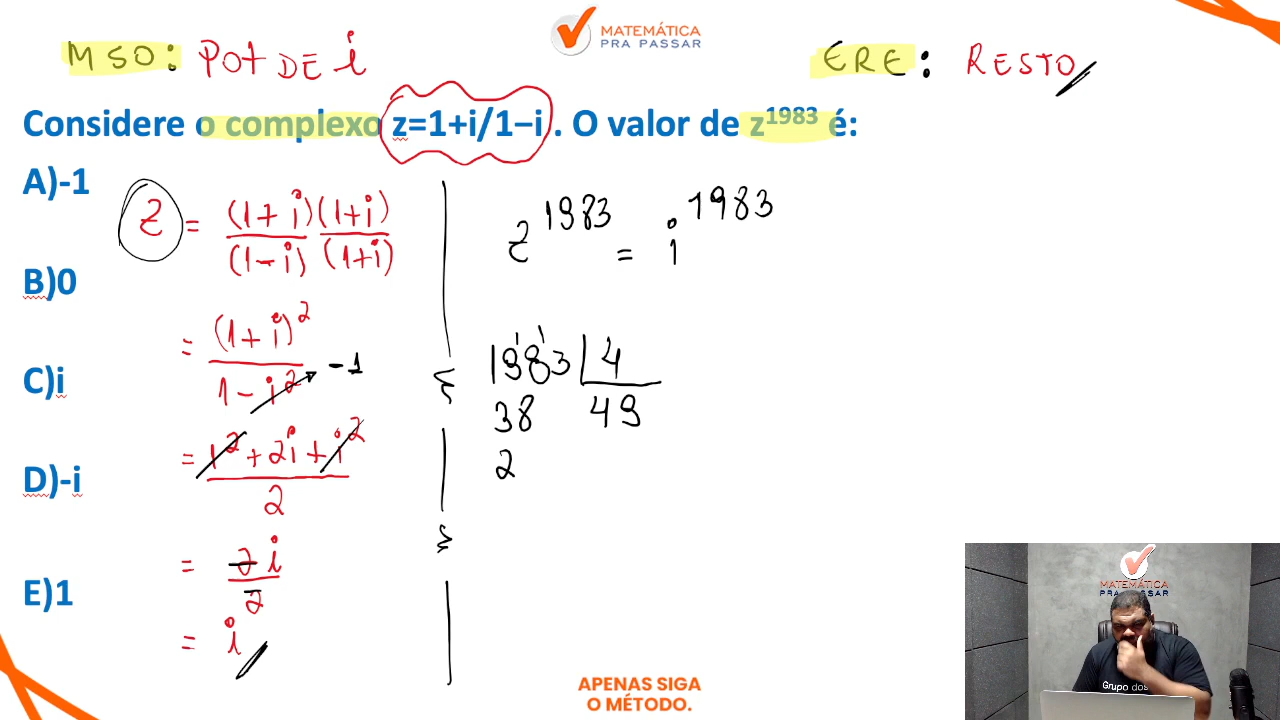 MATEMÁTICA
PRA PASSAR
MSO: POT DE i
ERE: RESTO
Considere o complexo z=1+i/1–i . O valor de z¹⁹⁸³ é:
A)-1
B)0
C)i
D)-i
E)1
z = (1+i)(1+i) / (1-i)(1+i)
= (1+i)² / 1-i² → -1
= 1²+2i+i² / 2
= 2i / 2
= i
z¹⁹⁸³ = i¹⁹⁸³
1983 | 4
38 49
2
MATEMÁTICA
PRA PASSAR
Grupo dos
APENAS SIGA
O MÉTODO.